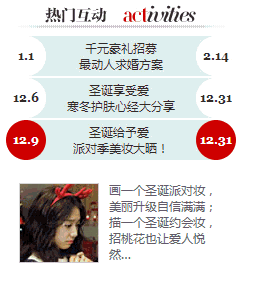 热门互动 activities
1.1 千元豪礼招募 2.14
最动人求婚方案
12.6 圣诞享受爱 12.31
寒冬护肤心经大分享
12.9 圣诞给予爱 12.31
派对季美妆大晒！
画一个圣诞派对妆，
美丽升级自信满满；
描一个圣诞约会妆，
招桃花也让爱人悦
然...